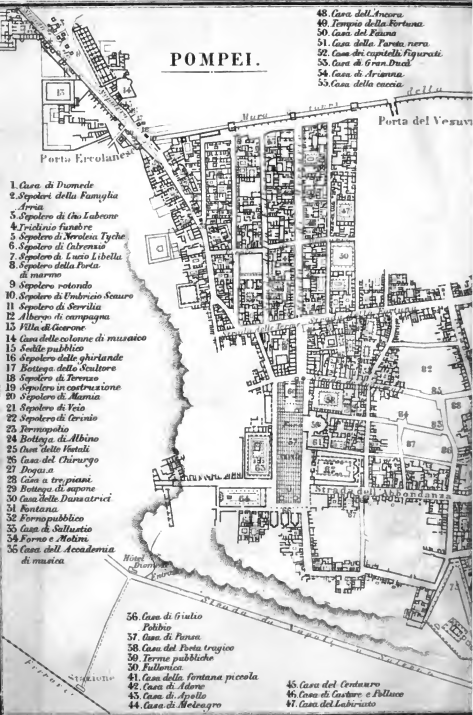 48. Casa dell'Ancora
49. Tempio della Fortuna
50. Casa del Fauno
51. Casa della Pareta nera
52. Casa dei capitelli figurati
53. Casa di Gran Duca
54. Casa di Arianna
55. Casa della caccia
POMPEI.
Mura
torri
della
Porta del Vesuv
Porta Ercolanese
1. Casa di Diomede
2. Sepolcri della Famiglia
Arria
3. Sepolcro di Labeone
4. Triclinio funebre
5. Sepolcro di Tyche
6. Sepolcro di
7. Sepolcro di Lucio Libella
8. Sepolcro della Porta
di marmo
9 Sepolcro rotondo
10. Sepolcro di Umbricio Scauro
11 Sepolcro di Servilia
12 Albergo di campagna
13 Villa di Cicerone
14 Casa delle colonne di musaico
15 Sedile pubblico
16 Sepolcro delle ghirlande
17 Bottega dello Scultore
18 Sepolcro di Terenzo
19 Sepolcro in costruzione
20 Sepolcro di Mamia
21 Sepolcro di Veio
22 Sepolcro di Cerinio
23 Termopolio
24 Bottega di Albino
25 Casa delle Vestali
26 Casa del Chirurgo
27 Dogana
28 Casa a tre piani
29 Bottega di sapone
30 Casa delle Danzatrici
31 Fontana
32 Forno pubblico
33 Casa di Sallustio
34 Forno e Molini
35 Casa dell Accademia
di musica
Strada dell Abbondanza
Hôtel
Diomède
Entrata
Strada da Napoli a Salerno
Stazione
Ferrovia
36. Casa di Giulio
Polibio
37. Casa di Pansa
38. Casa del Poeta tragico
39. Terme pubbliche
30. Fullonica
41. Casa della fontana piccola
42. Casa di Adone
43. Casa di Apollo
44. Casa di Meleagro
45. Casa del Centauro
46. Casa di Castore e Polluce
47. Casa del Labirinto